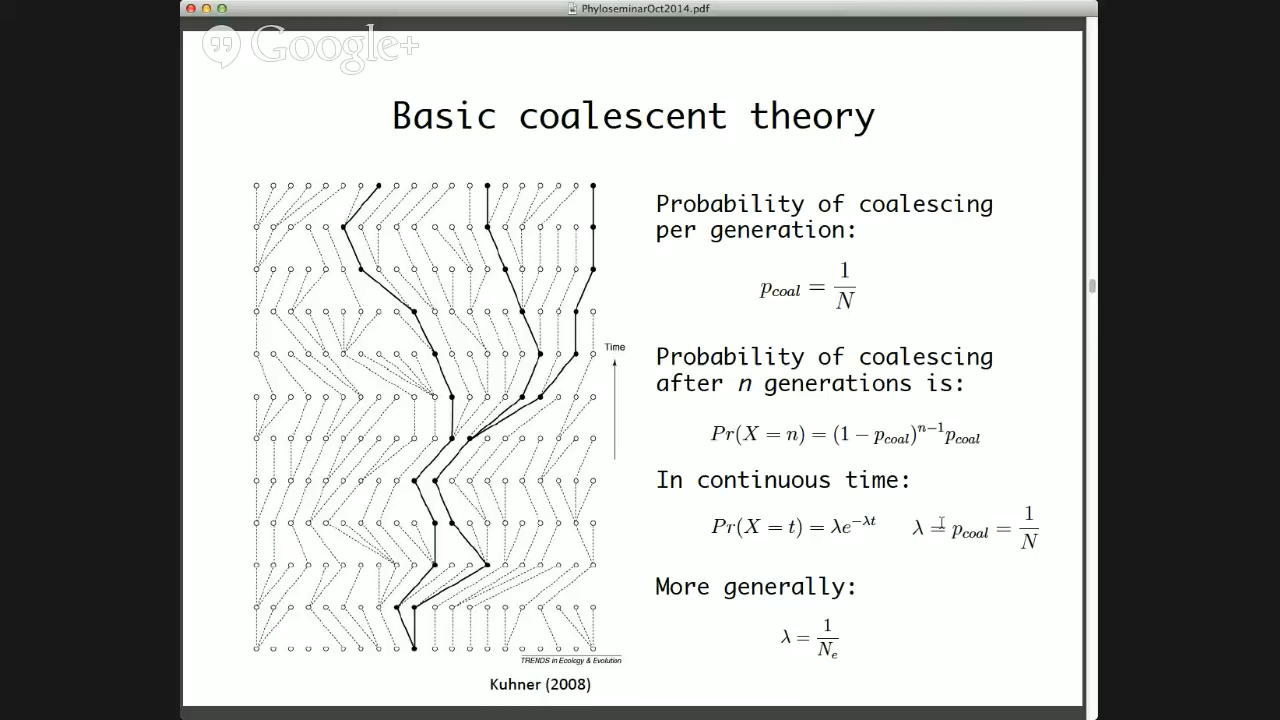 PhyloseminarOct2014.pdf
Google+
Basic coalescent theory
Probability of coalescing
per generation:
p_coal = 1/N
Probability of coalescing
after n generations is:
Pr(X = n) = (1 − p_coal)^{n−1} p_coal
In continuous time:
Pr(X = t) = λe^{−λt} λ = p_coal = 1/N
More generally:
λ = 1/N_e
Time
TRENDS in Ecology & Evolution
Kuhner (2008)